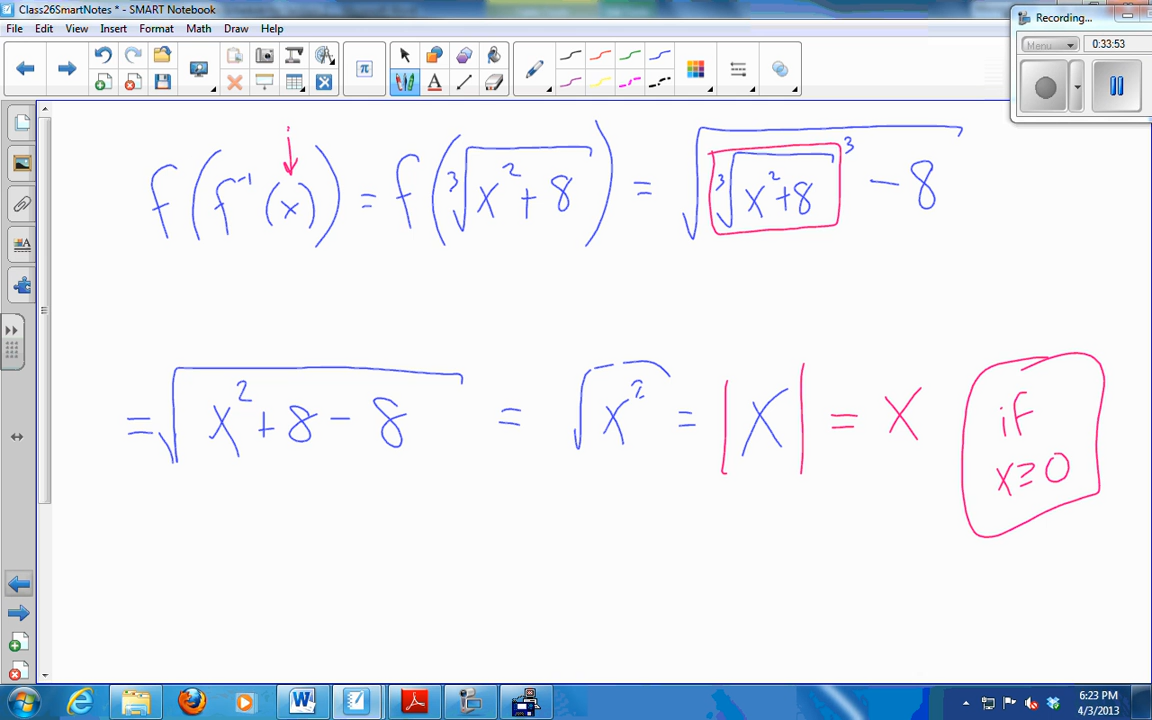 Class26SmartNotes * - SMART Notebook
File Edit View Insert Format Math Draw Help
Recording...
Menu
0:33:53
f(f⁻¹(x)) = f(∛(x²+8)) = √((∛(x²+8))³ − 8)
= √(x²+8−8) = √(x²) = |x| = x if x≥0
6:23 PM
4/3/2013